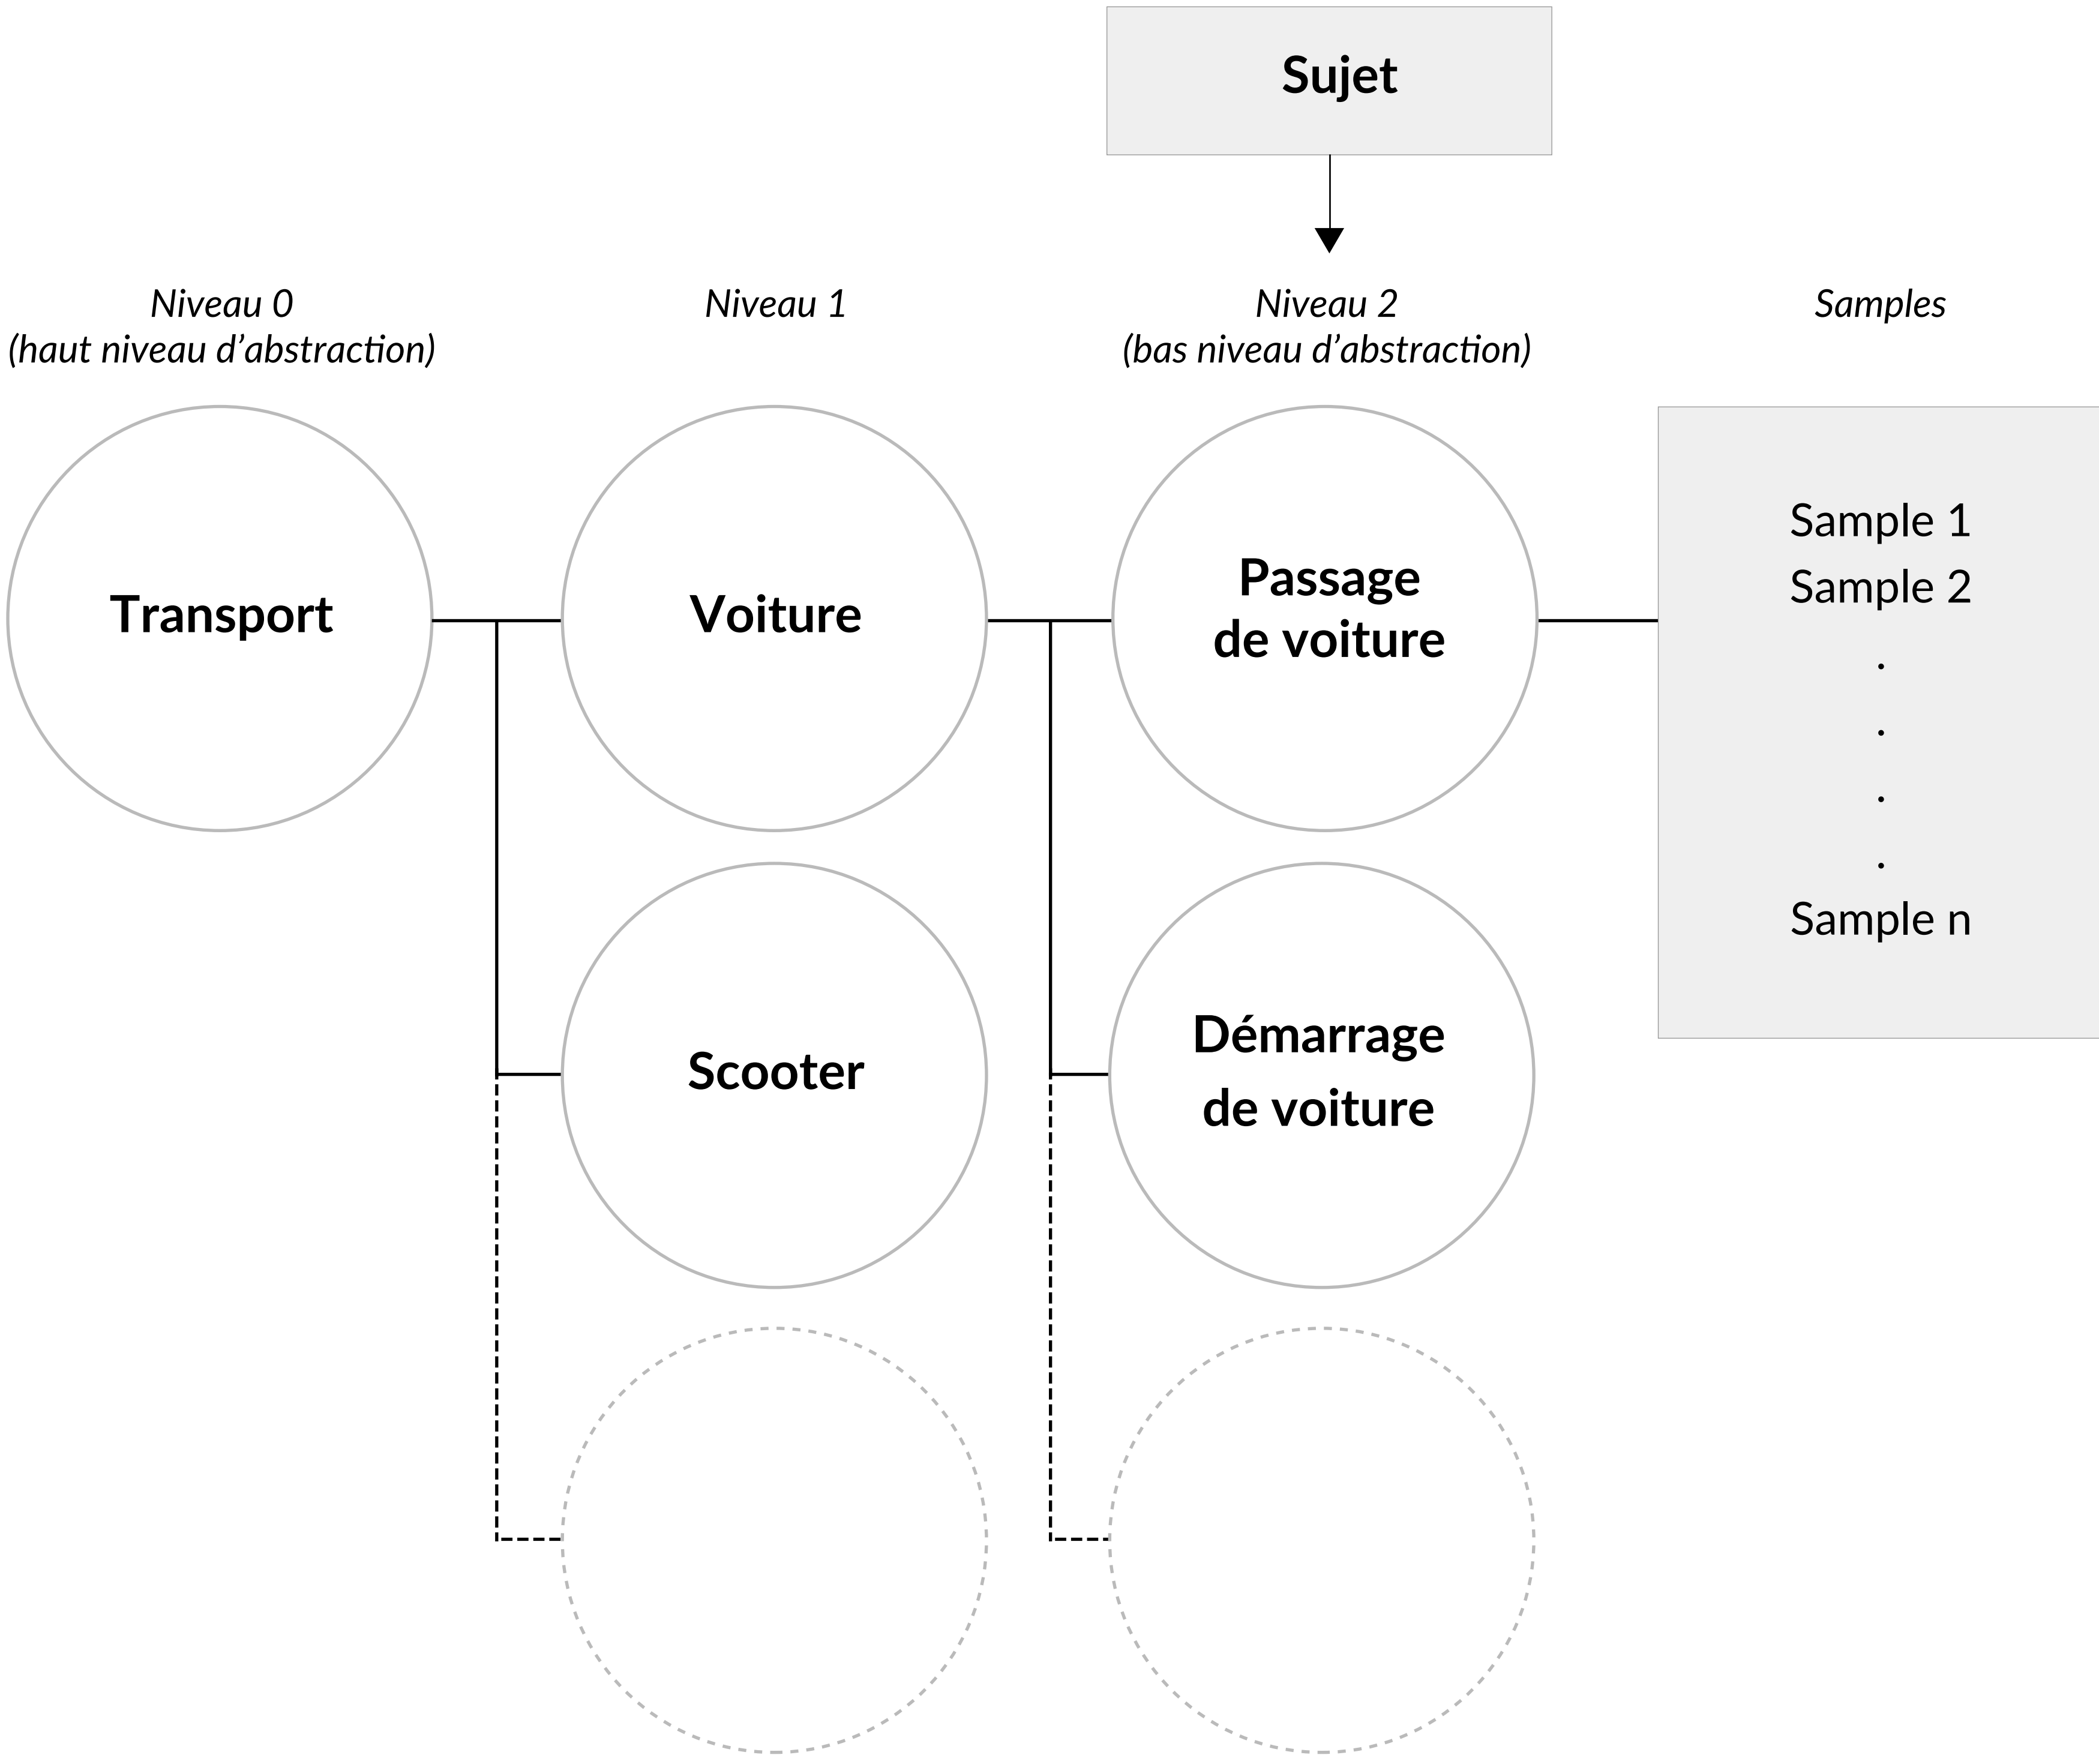 Sujet
Niveau 0
(haut niveau d’abstraction)
Niveau 1
Niveau 2
(bas niveau d’abstraction)
Samples
Transport
Voiture
Passage
de voiture
Sample 1
Sample 2
.
.
.
.
Sample n
Scooter
Démarrage
de voiture